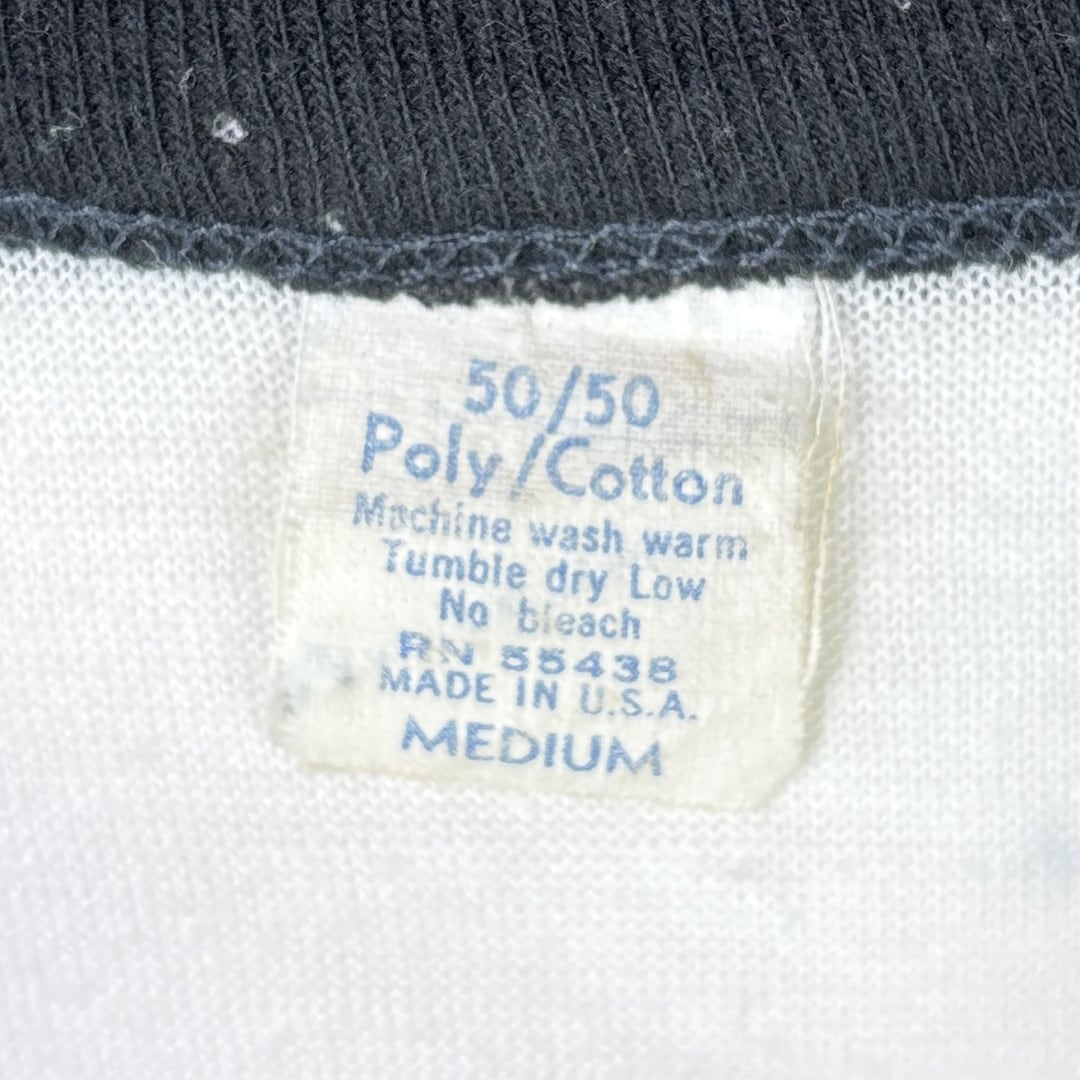 50/50
Poly/Cotton
Machine wash warm
Tumble dry Low
No bleach
RN 55438
MADE IN U.S.A.
MEDIUM